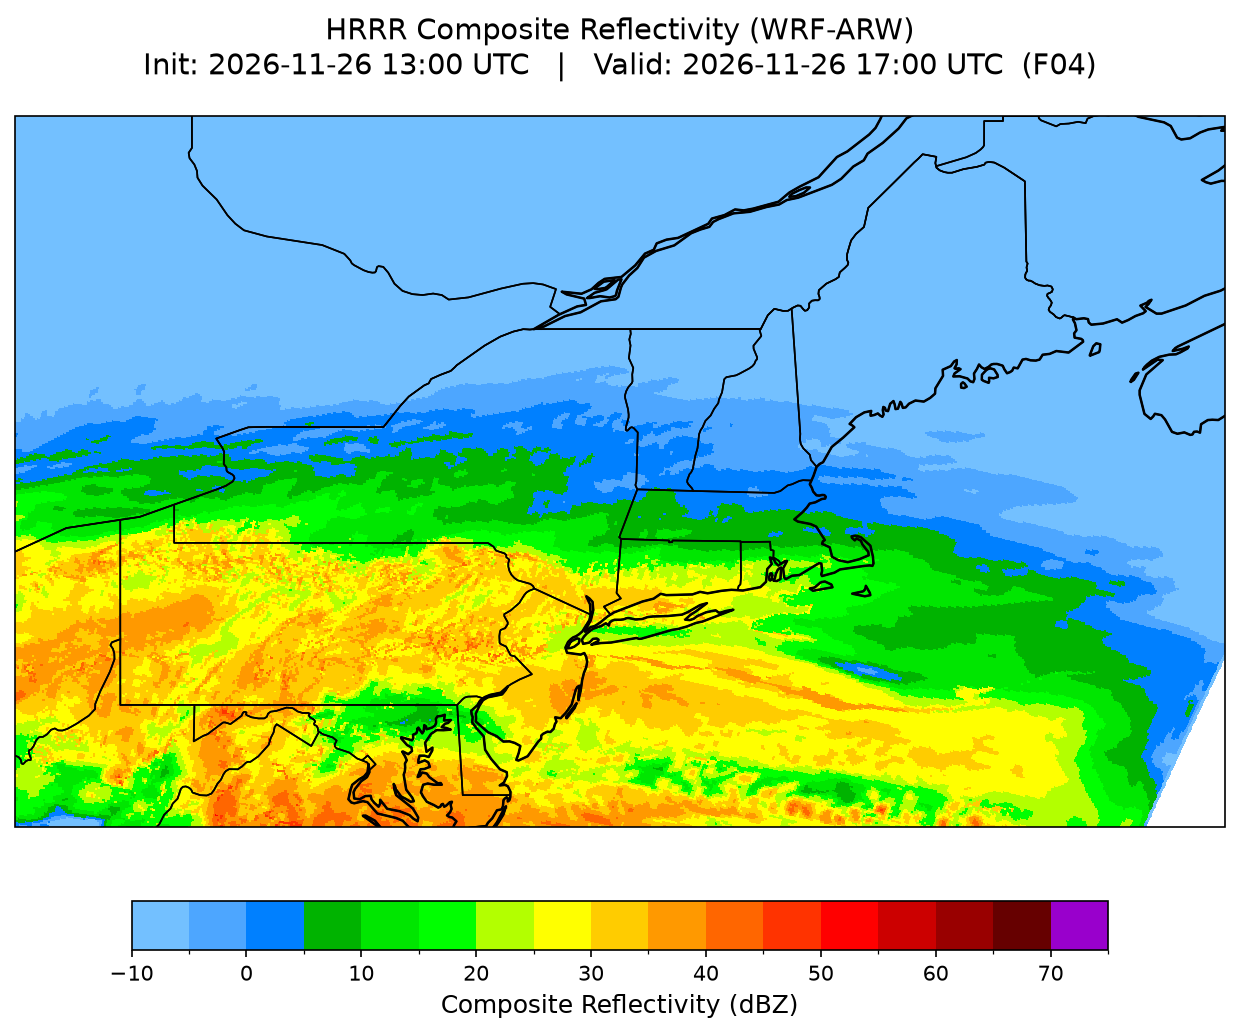 HRRR Composite Reflectivity (WRF-ARW)
Init: 2026-11-26 13:00 UTC   |   Valid: 2026-11-26 17:00 UTC  (F04)
−10 0 10 20 30 40 50 60 70
Composite Reflectivity (dBZ)